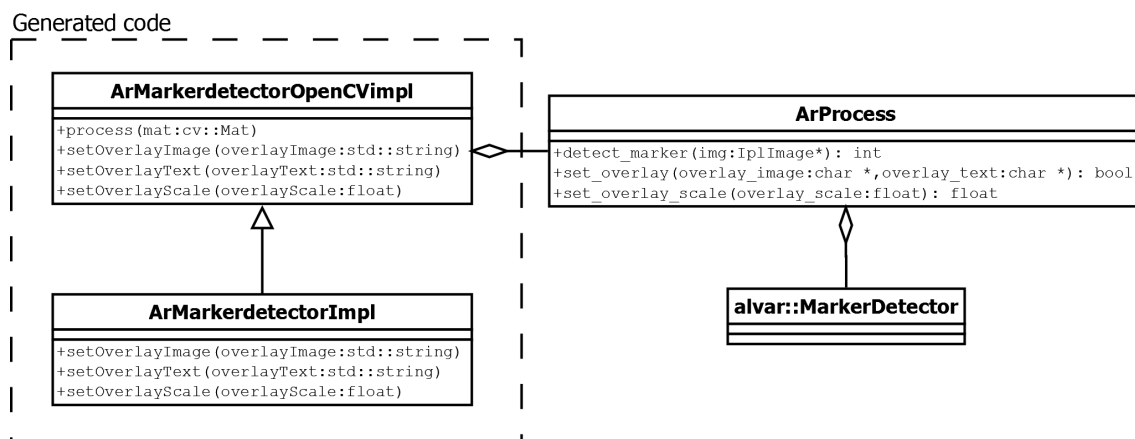 Generated code
ArMarkerdetectorOpenCVimpl
+process(mat:cv::Mat)
+setOverlayImage(overlayImage:std::string)
+setOverlayText(overlayText:std::string)
+setOverlayScale(overlayScale:float)
ArProcess
+detect_marker(img:IplImage*): int
+set_overlay(overlay_image:char *,overlay_text:char *): bool
+set_overlay_scale(overlay_scale:float): float
ArMarkerdetectorImpl
+setOverlayImage(overlayImage:std::string)
+setOverlayText(overlayText:std::string)
+setOverlayScale(overlayScale:float)
alvar::MarkerDetector